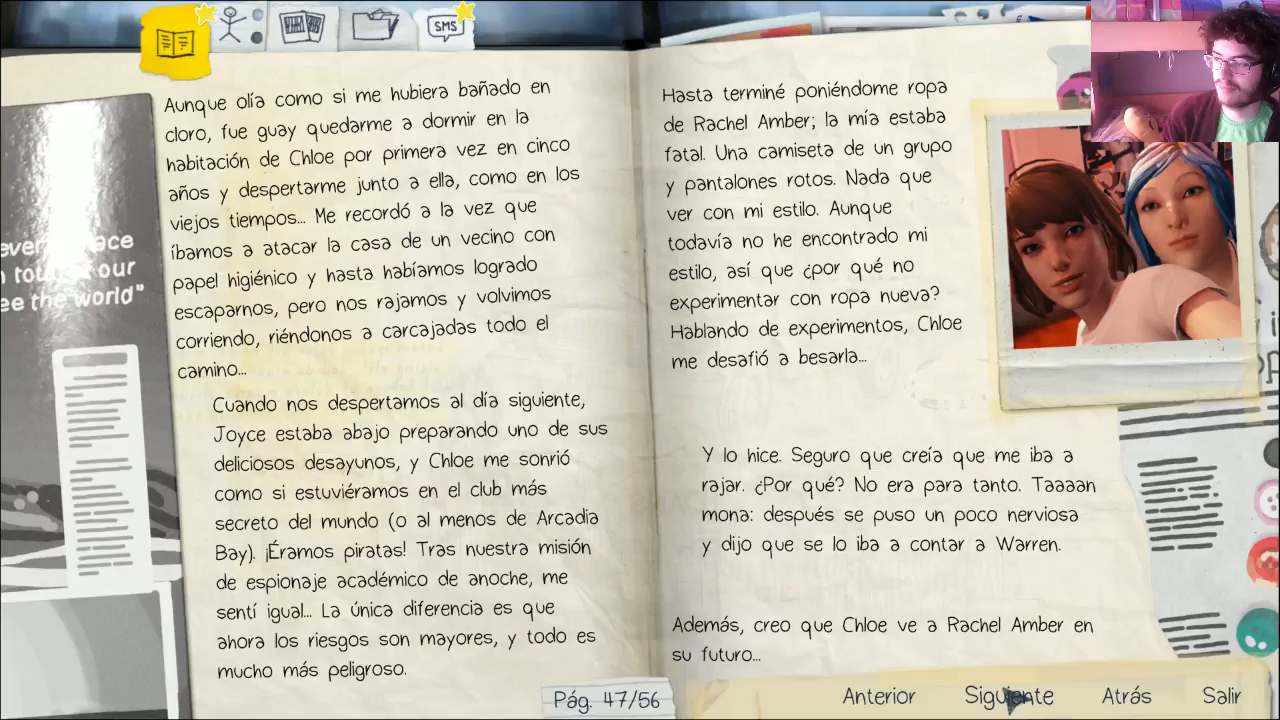 SMS
Aunque olía como si me hubiera bañado en
cloro, fue guay quedarme a dormir en la
habitación de Chloe por primera vez en cinco
años y despertarme junto a ella, como en los
viejos tiempos... Me recordó a la vez que
íbamos a atacar la casa de un vecino con
papel higiénico y hasta habíamos logrado
escaparnos, pero nos rajamos y volvimos
corriendo, riéndonos a carcajadas todo el
camino...
Cuando nos despertamos al día siguiente,
Joyce estaba abajo preparando uno de sus
deliciosos desayunos, y Chloe me sonrió
como si estuviéramos en el club más
secreto del mundo (o al menos de Arcadia
Bay). ¡Éramos piratas! Tras nuestra misión
de espionaje académico de anoche, me
sentí igual... La única diferencia es que
ahora los riesgos son mayores, y todo es
mucho más peligroso.
Hasta terminé poniéndome ropa
de Rachel Amber; la mía estaba
fatal. Una camiseta de un grupo
y pantalones rotos. Nada que
ver con mi estilo. Aunque
todavía no he encontrado mi
estilo, así que ¿por qué no
experimentar con ropa nueva?
Hablando de experimentos, Chloe
me desafió a besarla...
Y lo hice. Seguro que creía que me iba a
rajar. ¿Por qué? No era para tanto. Taaaan
mona: después se puso un poco nerviosa
y dijo que se lo iba a contar a Warren.
Además, creo que Chloe ve a Rachel Amber en
su futuro...
the world"
Pág. 47/56
Anterior Siguiente Atrás Salir